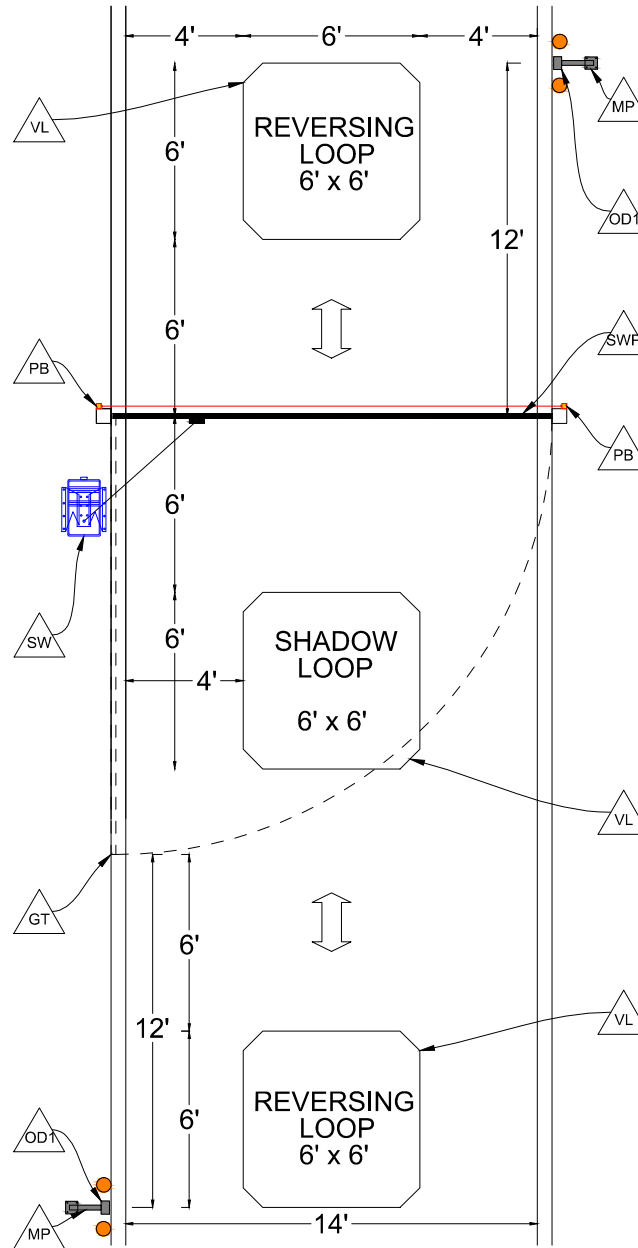 4' 6' 4'
VL
6'
REVERSING
LOOP
6' x 6'
MP
OD1
12'
6'
PB
SWF
PB
6'
SW
6'
SHADOW
LOOP
6' x 6'
4'
VL
GT
6'
12'
VL
6'
REVERSING
LOOP
6' x 6'
OD1
MP
14'